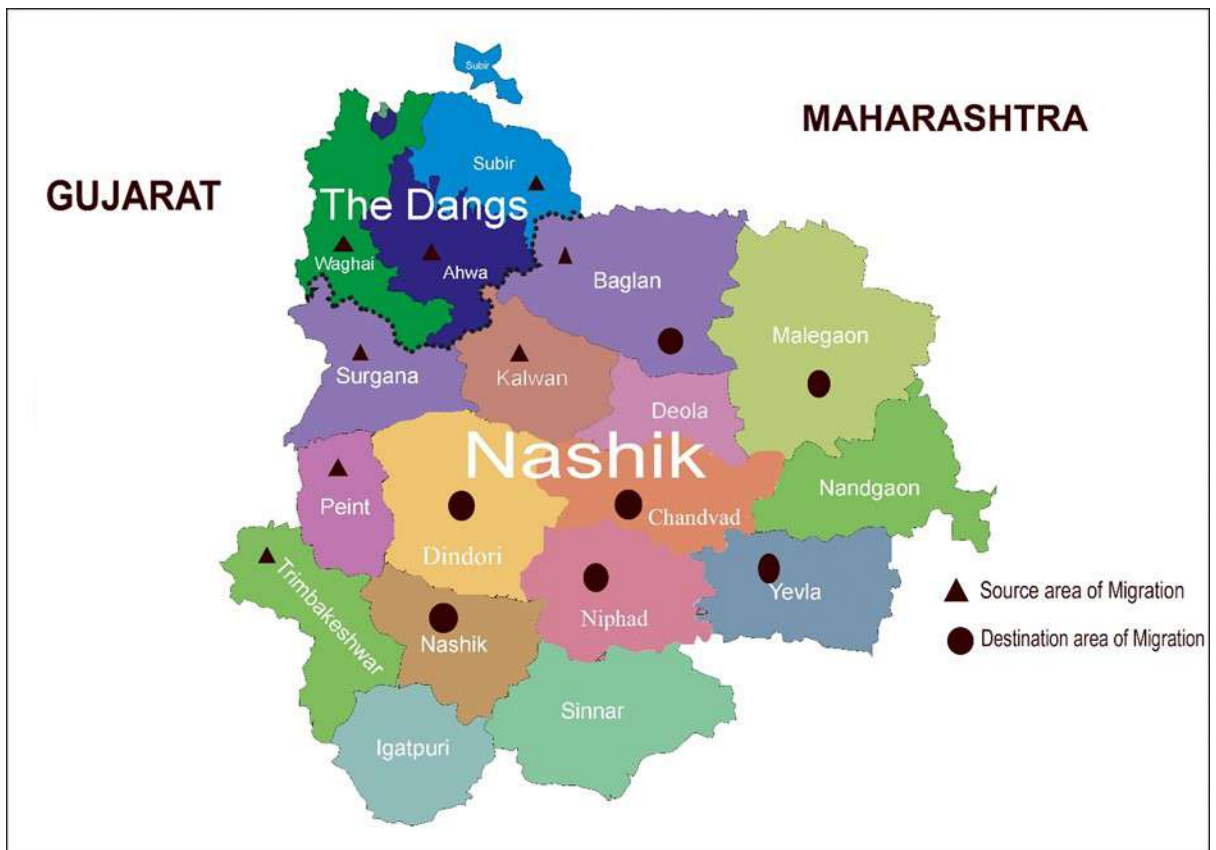 Subir
MAHARASHTRA
GUJARAT
Subir
The Dangs
Waghai
Ahwa
Baglan
Malegaon
Surgana
Kalwan
Deola
Nashik
Nandgaon
Peint
Chandvad
Dindori
Trimbakeshwar
Niphad
Yevla
Nashik
Source area of Migration
Destination area of Migration
Sinnar
Igatpuri